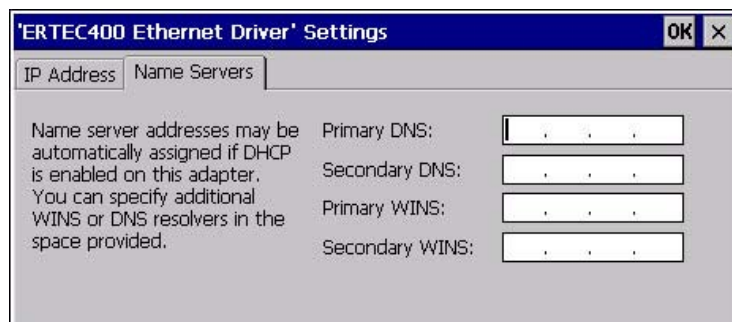 'ERTEC400 Ethernet Driver' Settings OK ×
IP Address Name Servers
Name server addresses may be
automatically assigned if DHCP
is enabled on this adapter.
You can specify additional
WINS or DNS resolvers in the
space provided.
Primary DNS:
Secondary DNS:
Primary WINS:
Secondary WINS: